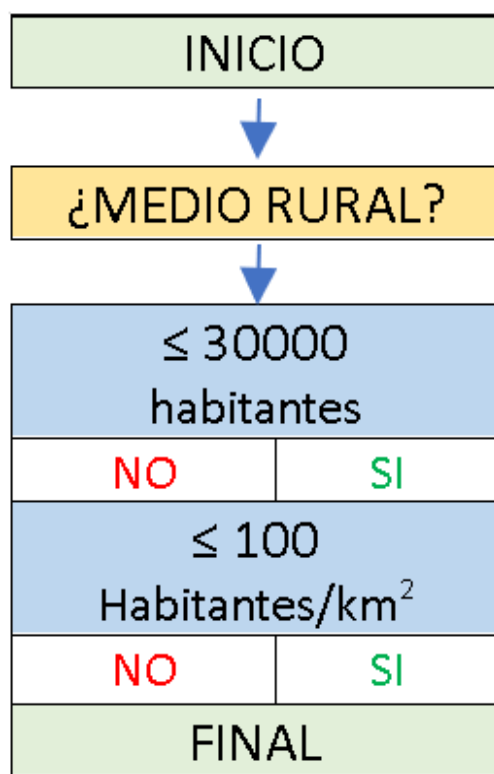 INICIO
¿MEDIO RURAL?
≤ 30000
habitantes
NO SI
≤ 100
Habitantes/km²
NO SI
FINAL